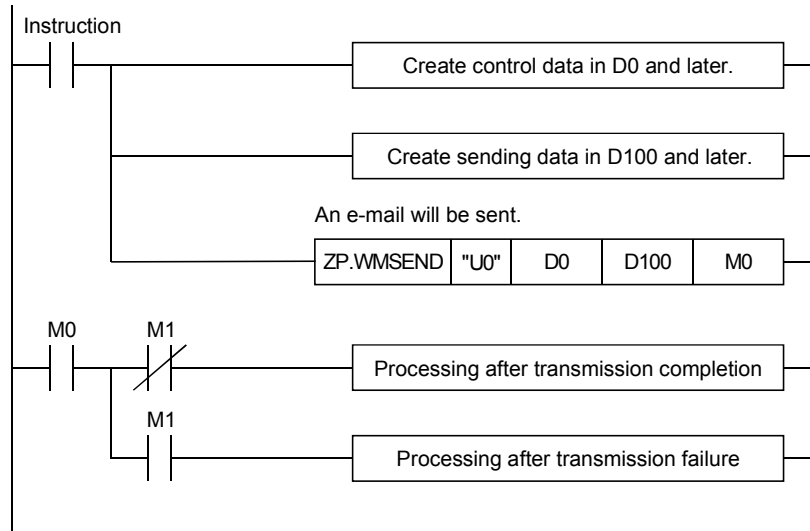 Instruction
Create control data in D0 and later.
Create sending data in D100 and later.
An e-mail will be sent.
ZP.WMSEND "U0" D0 D100 M0
M0 M1
Processing after transmission completion
M1
Processing after transmission failure